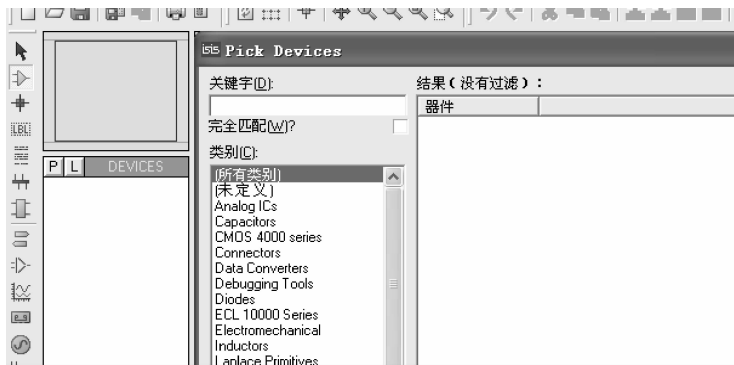 isis Pick Devices
关键字(D):
结果(没有过滤):
器件
完全匹配(W)?
类别(C):
(所有类别)
(未定义)
Analog ICs
Capacitors
CMOS 4000 series
Connectors
Data Converters
Debugging Tools
Diodes
ECL 10000 Series
Electromechanical
Inductors
Laplace Primitives
LBL
P L DEVICES